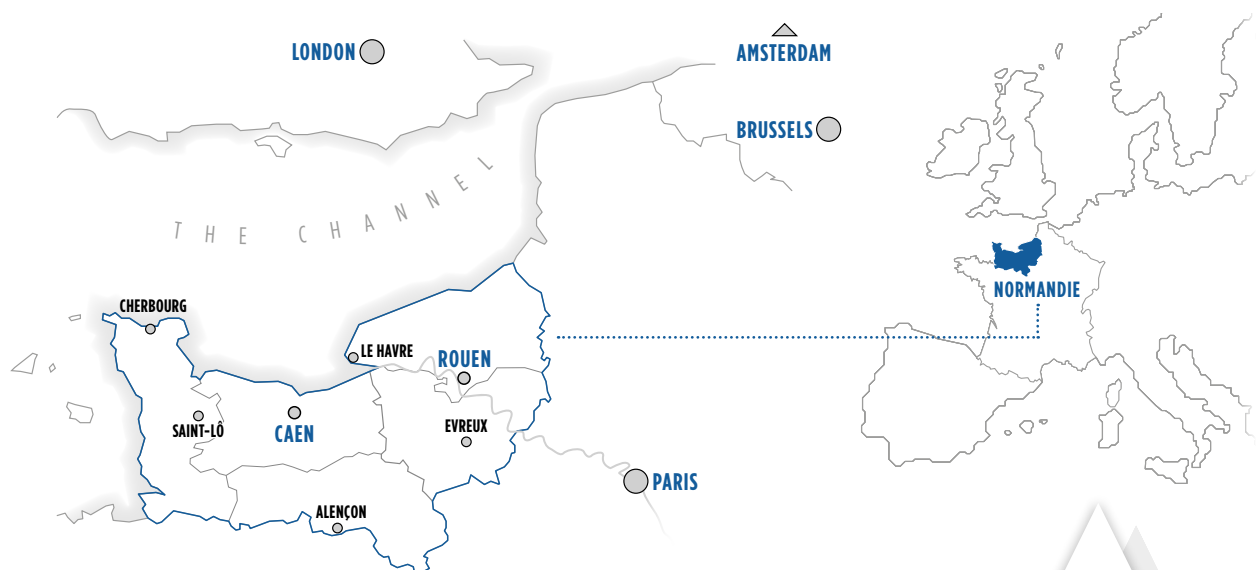 LONDON
AMSTERDAM
BRUSSELS
THE CHANNEL
NORMANDIE
CHERBOURG
LE HAVRE
ROUEN
SAINT-LÔ
CAEN
EVREUX
PARIS
ALENÇON